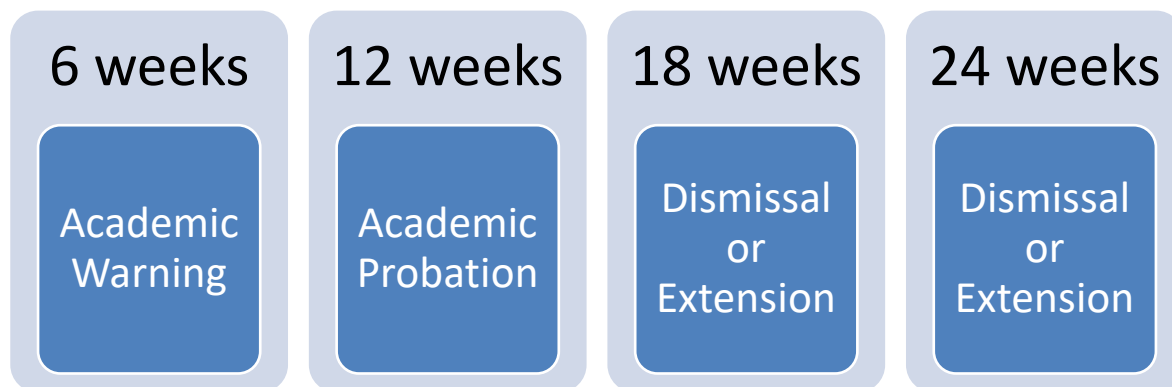 6 weeks
Academic
Warning
12 weeks
Academic
Probation
18 weeks
Dismissal
or
Extension
24 weeks
Dismissal
or
Extension